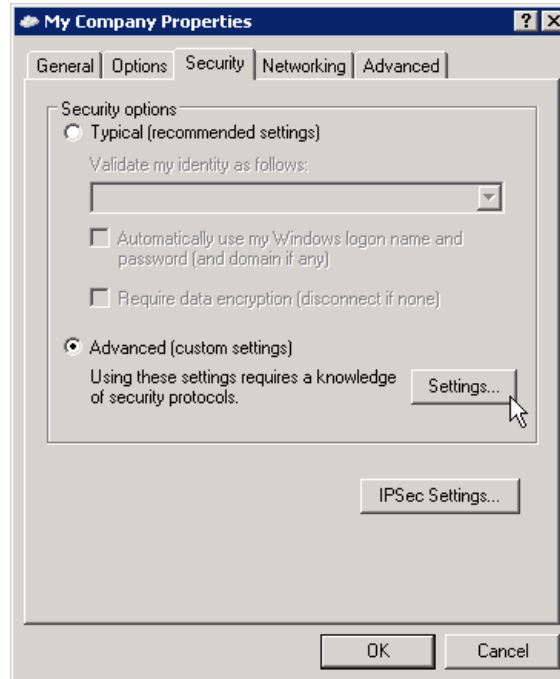 My Company Properties
General Options Security Networking Advanced
Security options
Typical (recommended settings)
Validate my identity as follows:
Automatically use my Windows logon name and
password (and domain if any)
Require data encryption (disconnect if none)
Advanced (custom settings)
Using these settings requires a knowledge
of security protocols.
Settings...
IPSec Settings...
OK Cancel